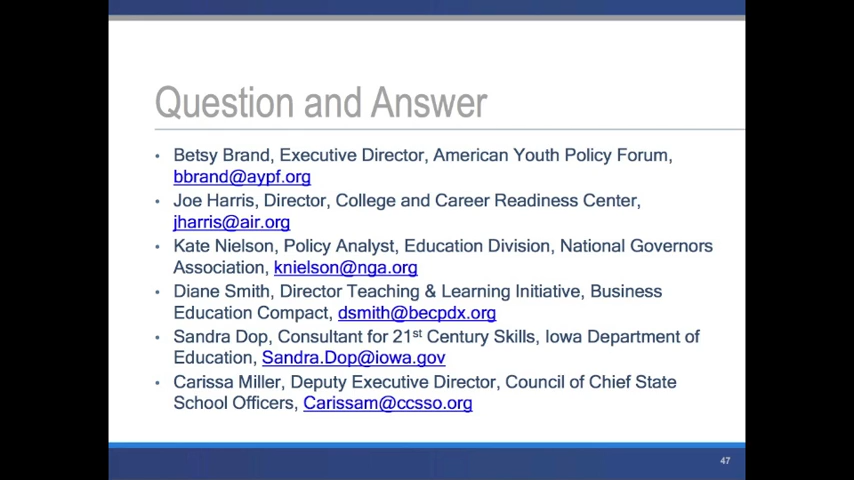 Question and Answer
• Betsy Brand, Executive Director, American Youth Policy Forum,
bbrand@aypf.org
• Joe Harris, Director, College and Career Readiness Center,
jharris@air.org
• Kate Nielson, Policy Analyst, Education Division, National Governors
Association, knielson@nga.org
• Diane Smith, Director Teaching & Learning Initiative, Business
Education Compact, dsmith@becpdx.org
• Sandra Dop, Consultant for 21st Century Skills, Iowa Department of
Education, Sandra.Dop@iowa.gov
• Carissa Miller, Deputy Executive Director, Council of Chief State
School Officers, Carissam@ccsso.org
47